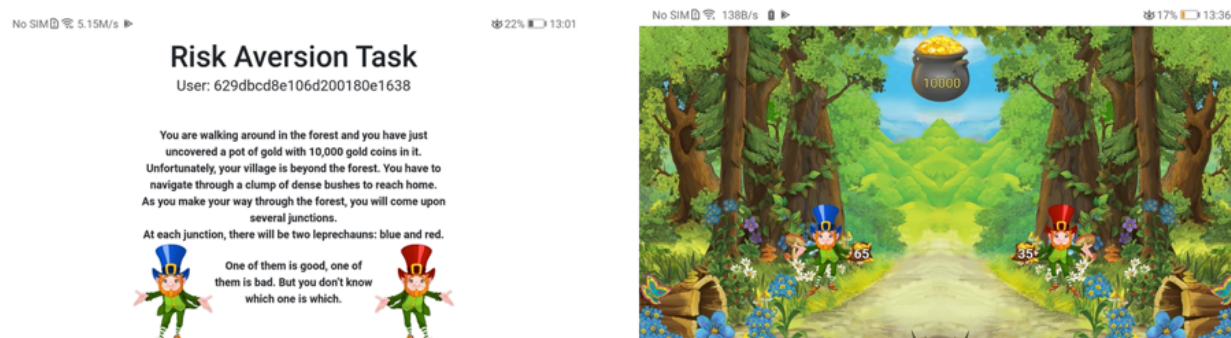 No SIM 5.15M/s
22% 13:01
Risk Aversion Task
User: 629dbcd8e106d200180e1638
You are walking around in the forest and you have just
uncovered a pot of gold with 10,000 gold coins in it.
Unfortunately, your village is beyond the forest. You have to
navigate through a clump of dense bushes to reach home.
As you make your way through the forest, you will come upon
several junctions.
At each junction, there will be two leprechauns: blue and red.
One of them is good, one of
them is bad. But you don't know
which one is which.
No SIM 138B/s
17% 13:36
10000
65
35